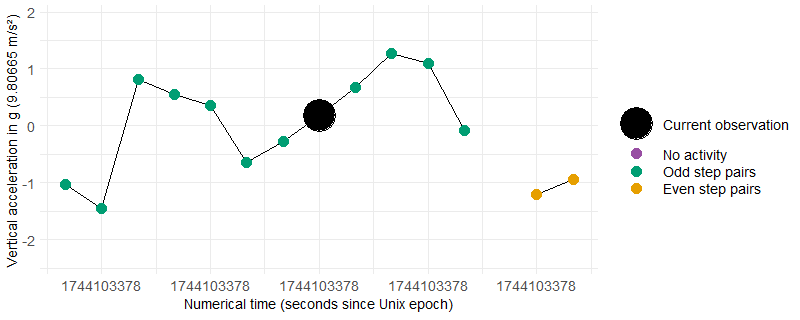 Vertical acceleration in g (9.80665 m/s²)
2
1
0
-1
-2
1744103378 1744103378 1744103378 1744103378 1744103378
Numerical time (seconds since Unix epoch)
Current observation
No activity
Odd step pairs
Even step pairs